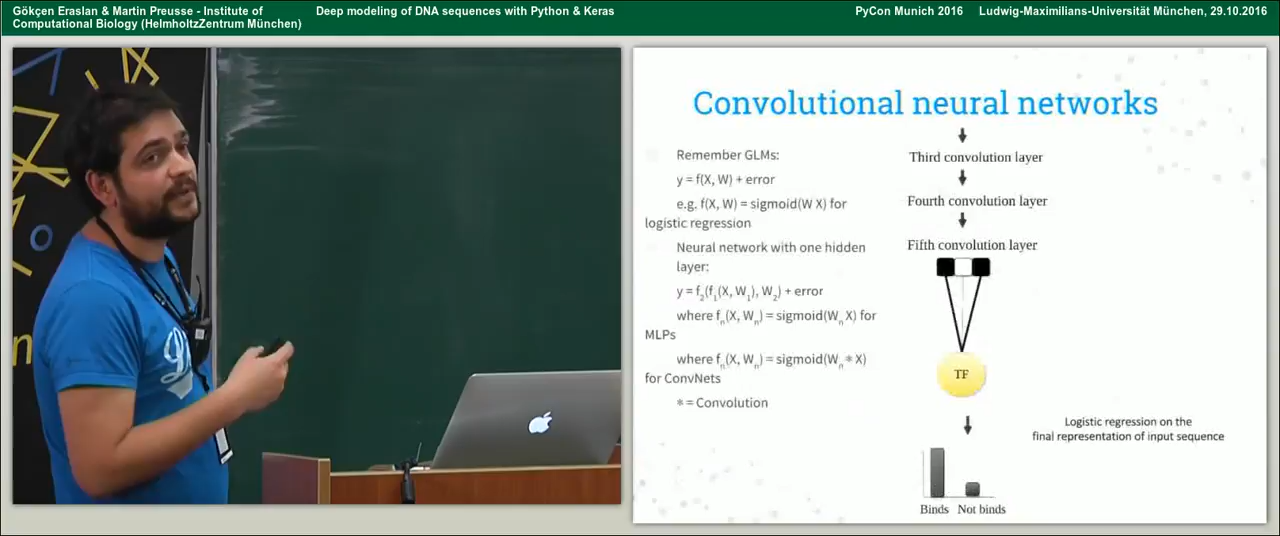 Gökçen Eraslan & Martin Preusse - Institute of
Computational Biology (HelmholtzZentrum München)
Deep modeling of DNA sequences with Python & Keras
PyCon Munich 2016
Ludwig-Maximilians-Universität München, 29.10.2016
Convolutional neural networks
Remember GLMs:
y = f(X, W) + error
e.g. f(X, W) = sigmoid(W X) for
logistic regression
Neural network with one hidden
layer:
y = f₂(f₁(X, W₁), W₂) + error
where fₙ(X, Wₙ) = sigmoid(Wₙ X) for
MLPs
where fₙ(X, Wₙ) = sigmoid(Wₙ * X)
for ConvNets
* = Convolution
Third convolution layer
Fourth convolution layer
Fifth convolution layer
TF
Logistic regression on the
final representation of input sequence
Binds Not binds